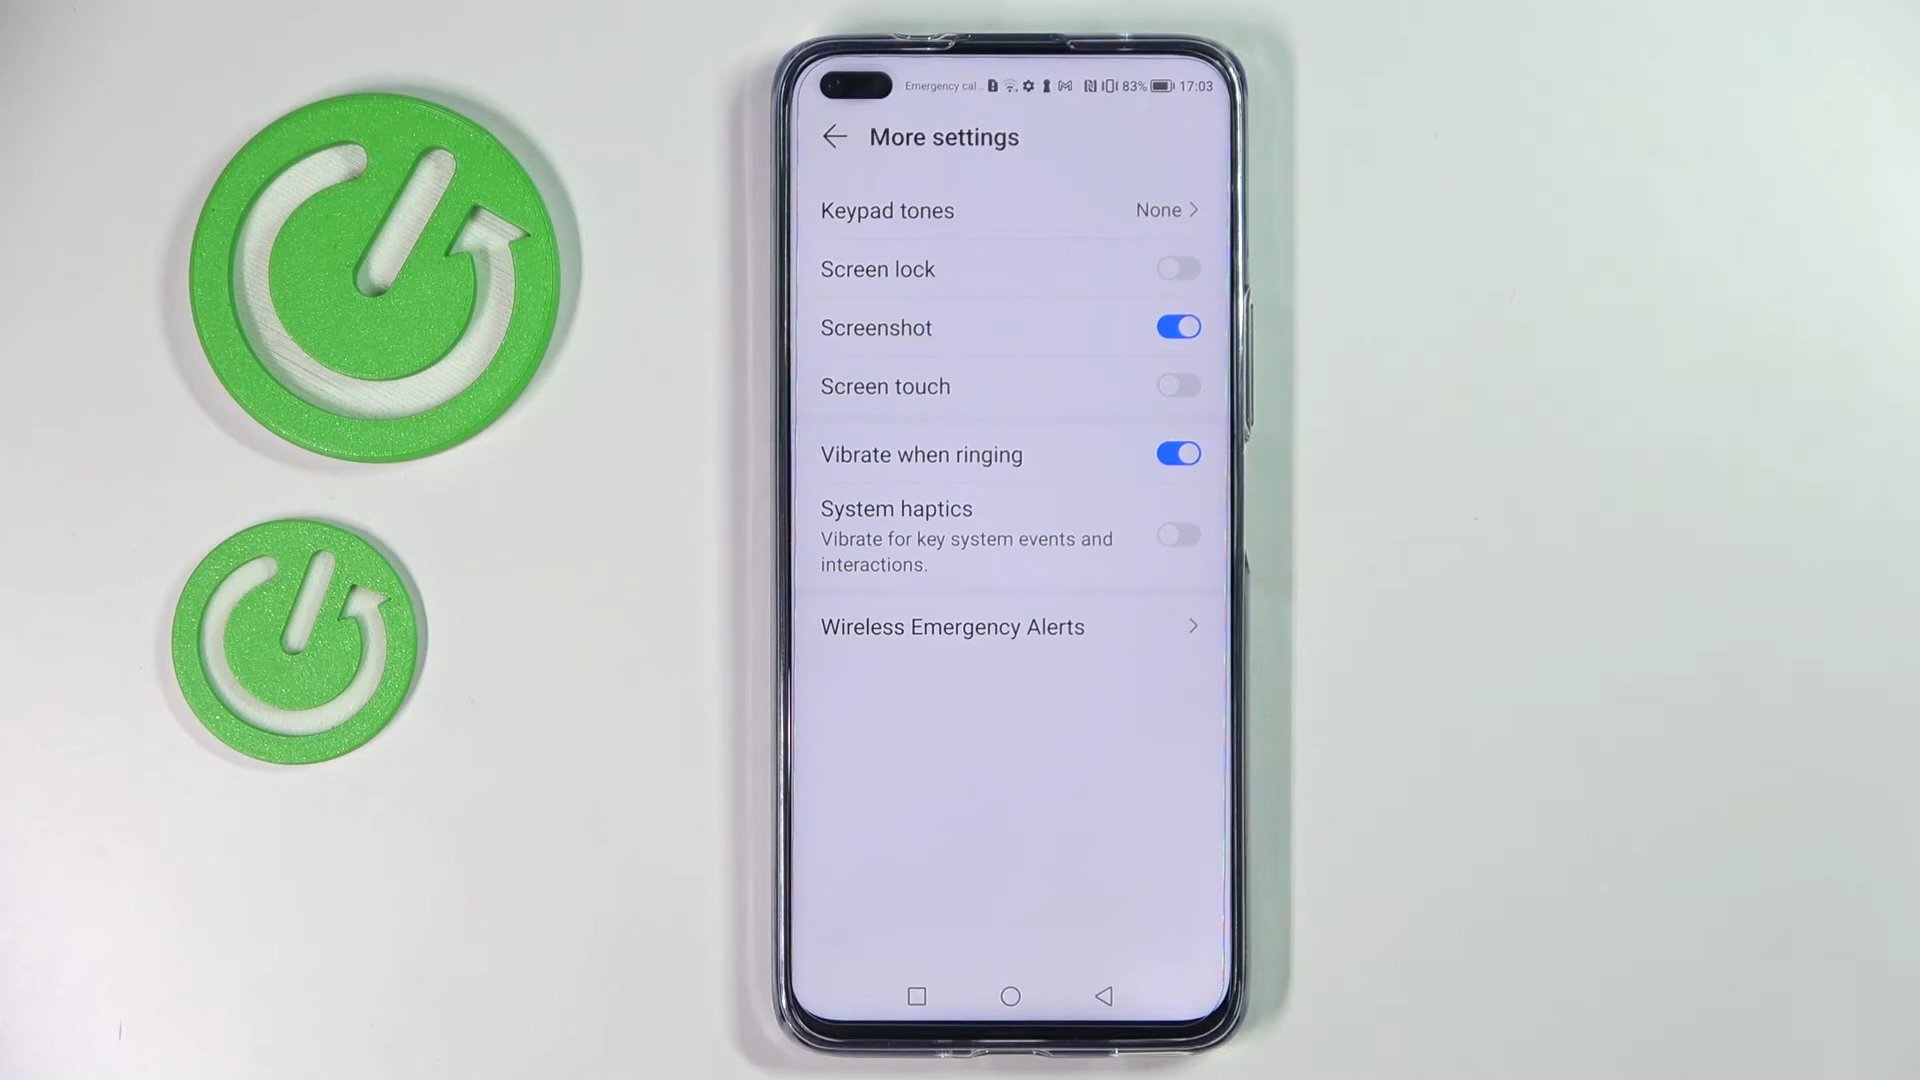 Emergency cal... 83% 17:03
More settings
Keypad tones None
Screen lock
Screenshot
Screen touch
Vibrate when ringing
System haptics
Vibrate for key system events and
interactions.
Wireless Emergency Alerts